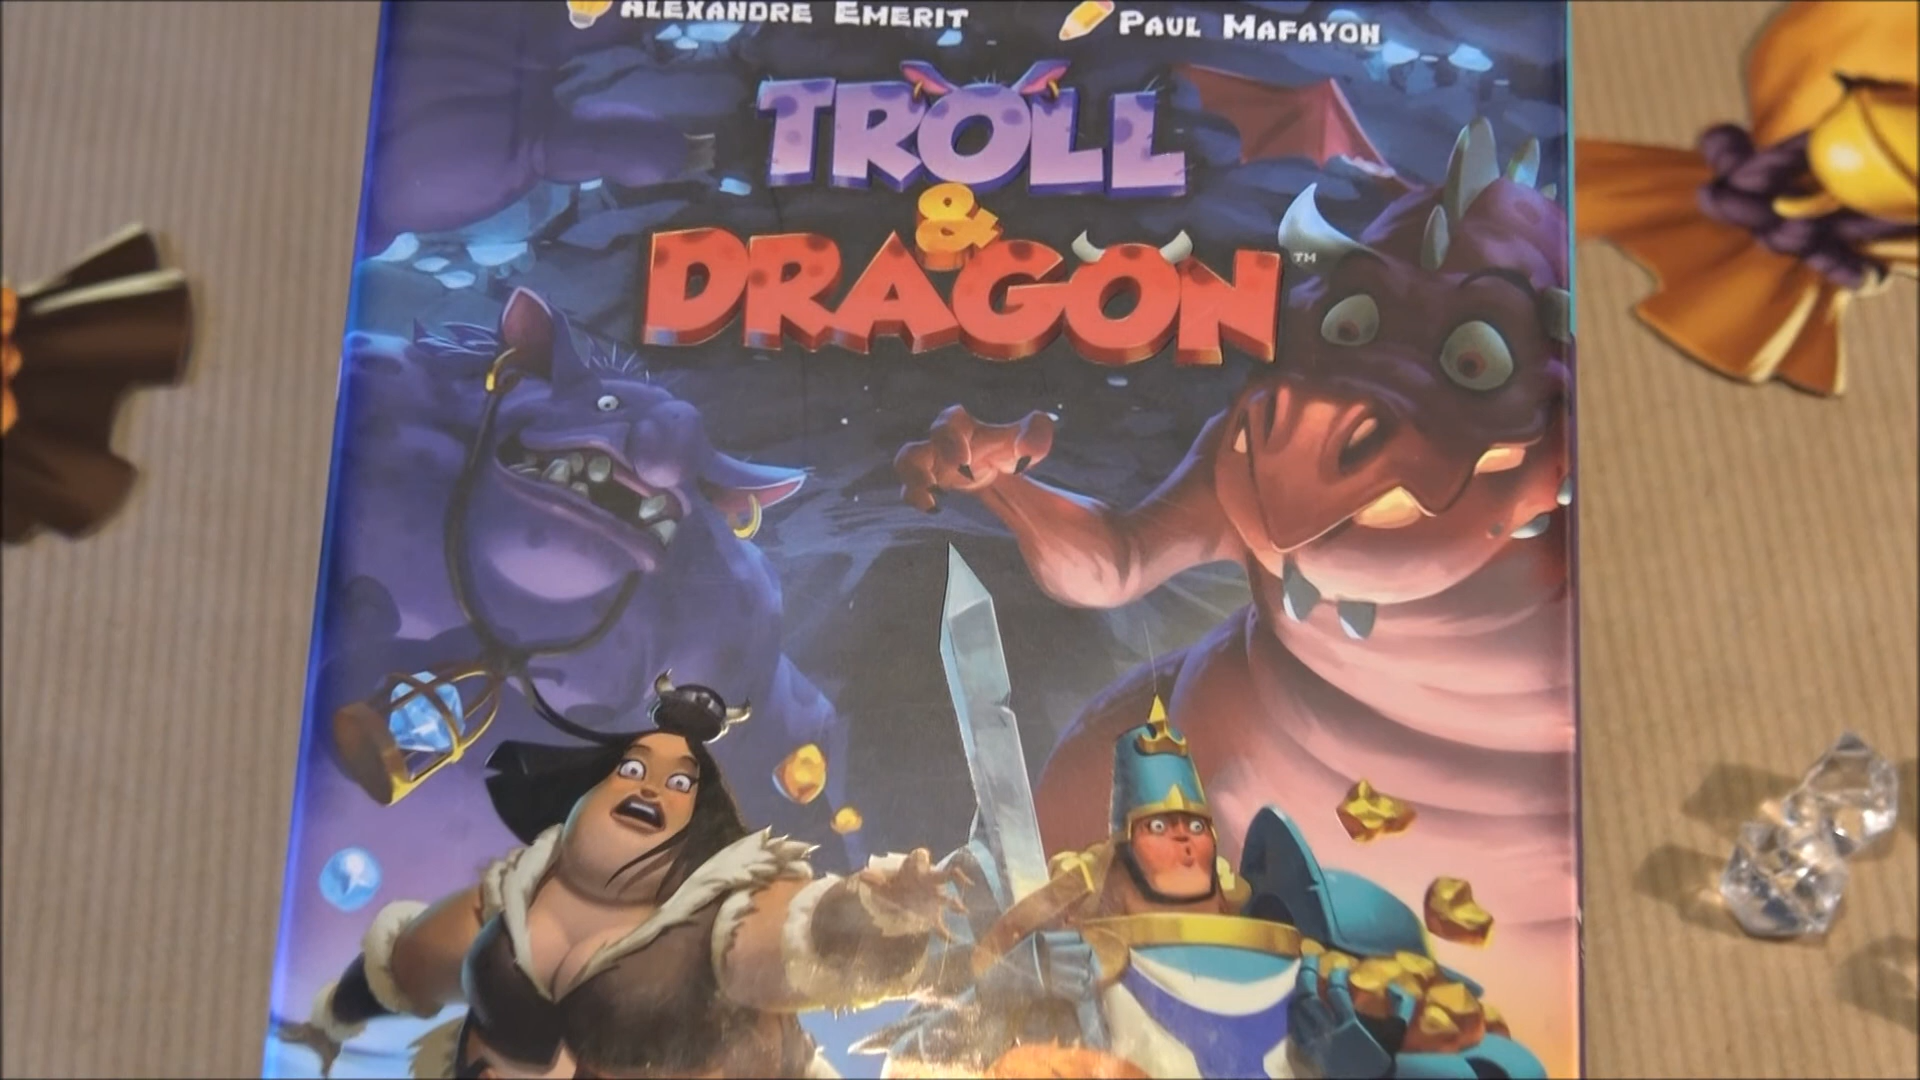 ALEXANDRE EMERIT
PAUL MAFAYON
TROLL
&
DRAGON™